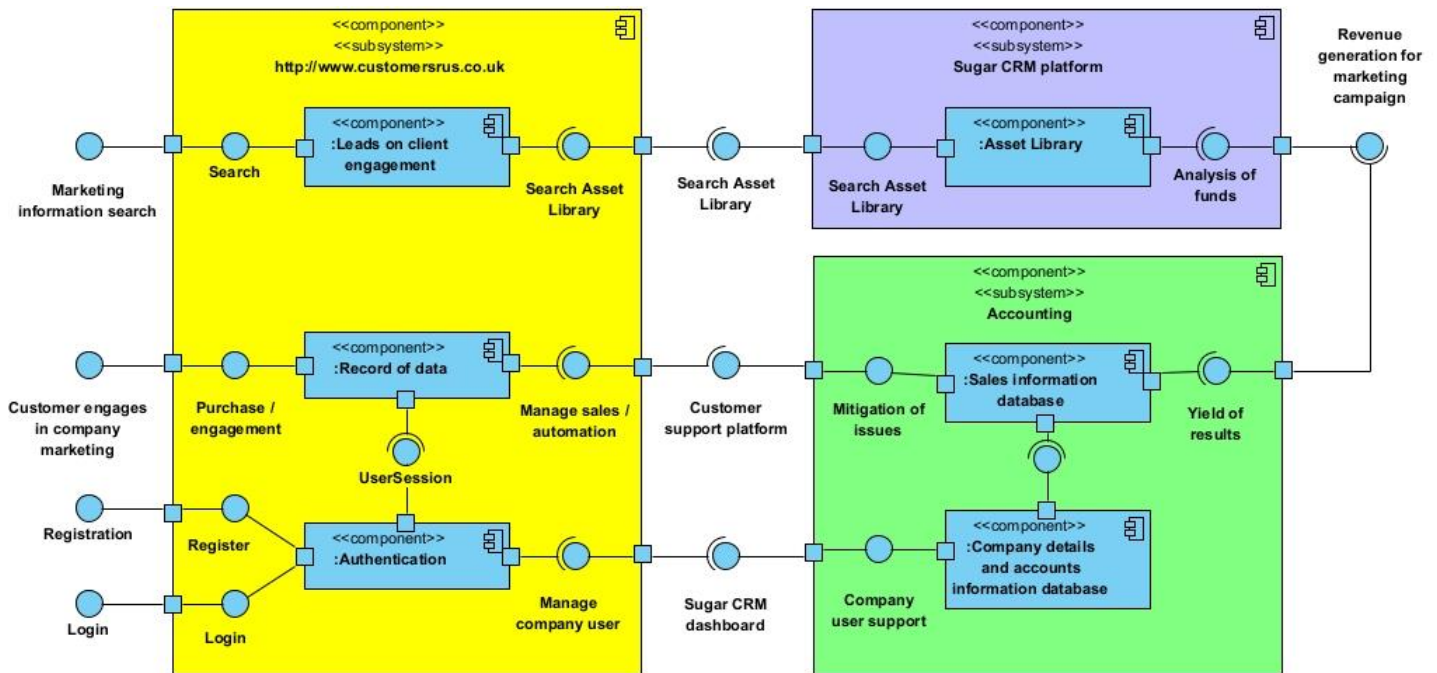 <<component>>
<<subsystem>>
http://www.customersrus.co.uk
<<component>>
<<subsystem>>
Sugar CRM platform
Revenue
generation for
marketing
campaign
<<component>>
:Leads on client
engagement
<<component>>
:Asset Library
Marketing
information search
Search
Search Asset
Library
Search Asset
Library
Search Asset
Library
Analysis of
funds
<<component>>
<<subsystem>>
Accounting
<<component>>
:Record of data
<<component>>
:Sales information
database
Customer engages
in company
marketing
Purchase /
engagement
Manage sales /
automation
Customer
support platform
Mitigation of
issues
Yield of
results
UserSession
Registration
Register
<<component>>
:Authentication
<<component>>
:Company details
and accounts
information database
Login
Login
Manage
company user
Sugar CRM
dashboard
Company
user support